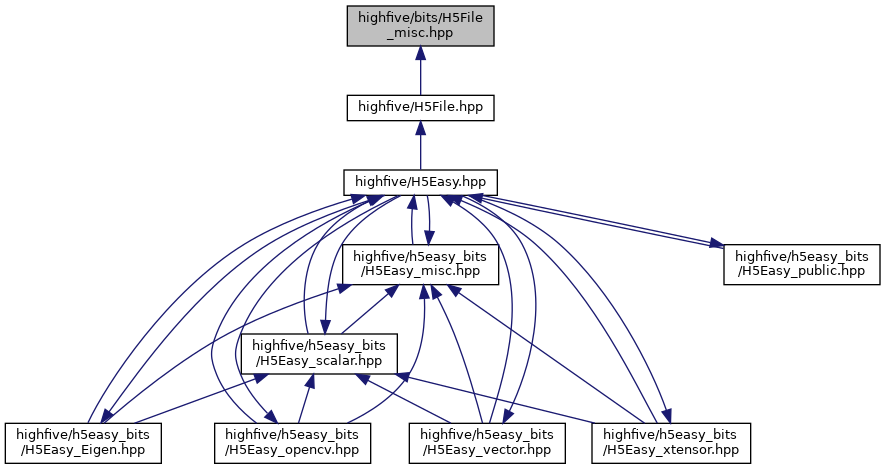 highfive/bits/H5File
_misc.hpp
highfive/H5File.hpp
highfive/H5Easy.hpp
highfive/h5easy_bits
/H5Easy_misc.hpp
highfive/h5easy_bits
/H5Easy_public.hpp
highfive/h5easy_bits
/H5Easy_scalar.hpp
highfive/h5easy_bits
/H5Easy_Eigen.hpp
highfive/h5easy_bits
/H5Easy_opencv.hpp
highfive/h5easy_bits
/H5Easy_vector.hpp
highfive/h5easy_bits
/H5Easy_xtensor.hpp